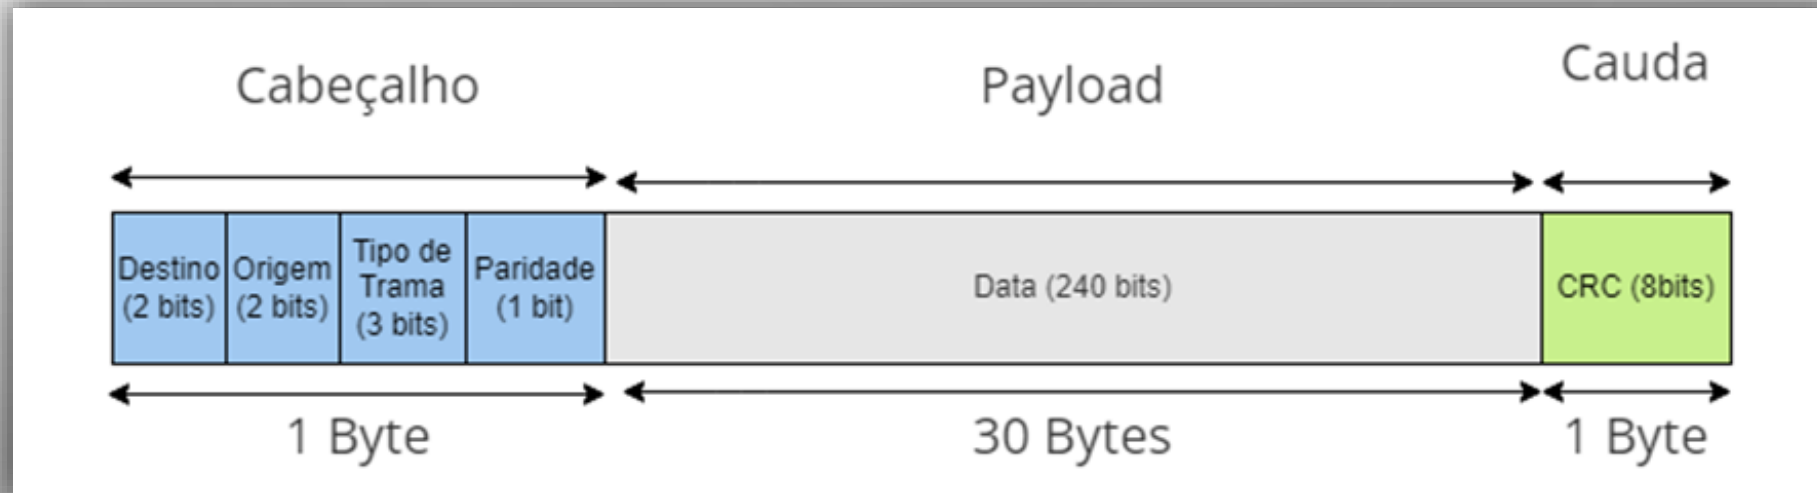 Cabeçalho
Payload
Cauda
Destino
(2 bits)
Origem
(2 bits)
Tipo de
Trama
(3 bits)
Paridade
(1 bit)
Data (240 bits)
CRC (8bits)
1 Byte
30 Bytes
1 Byte